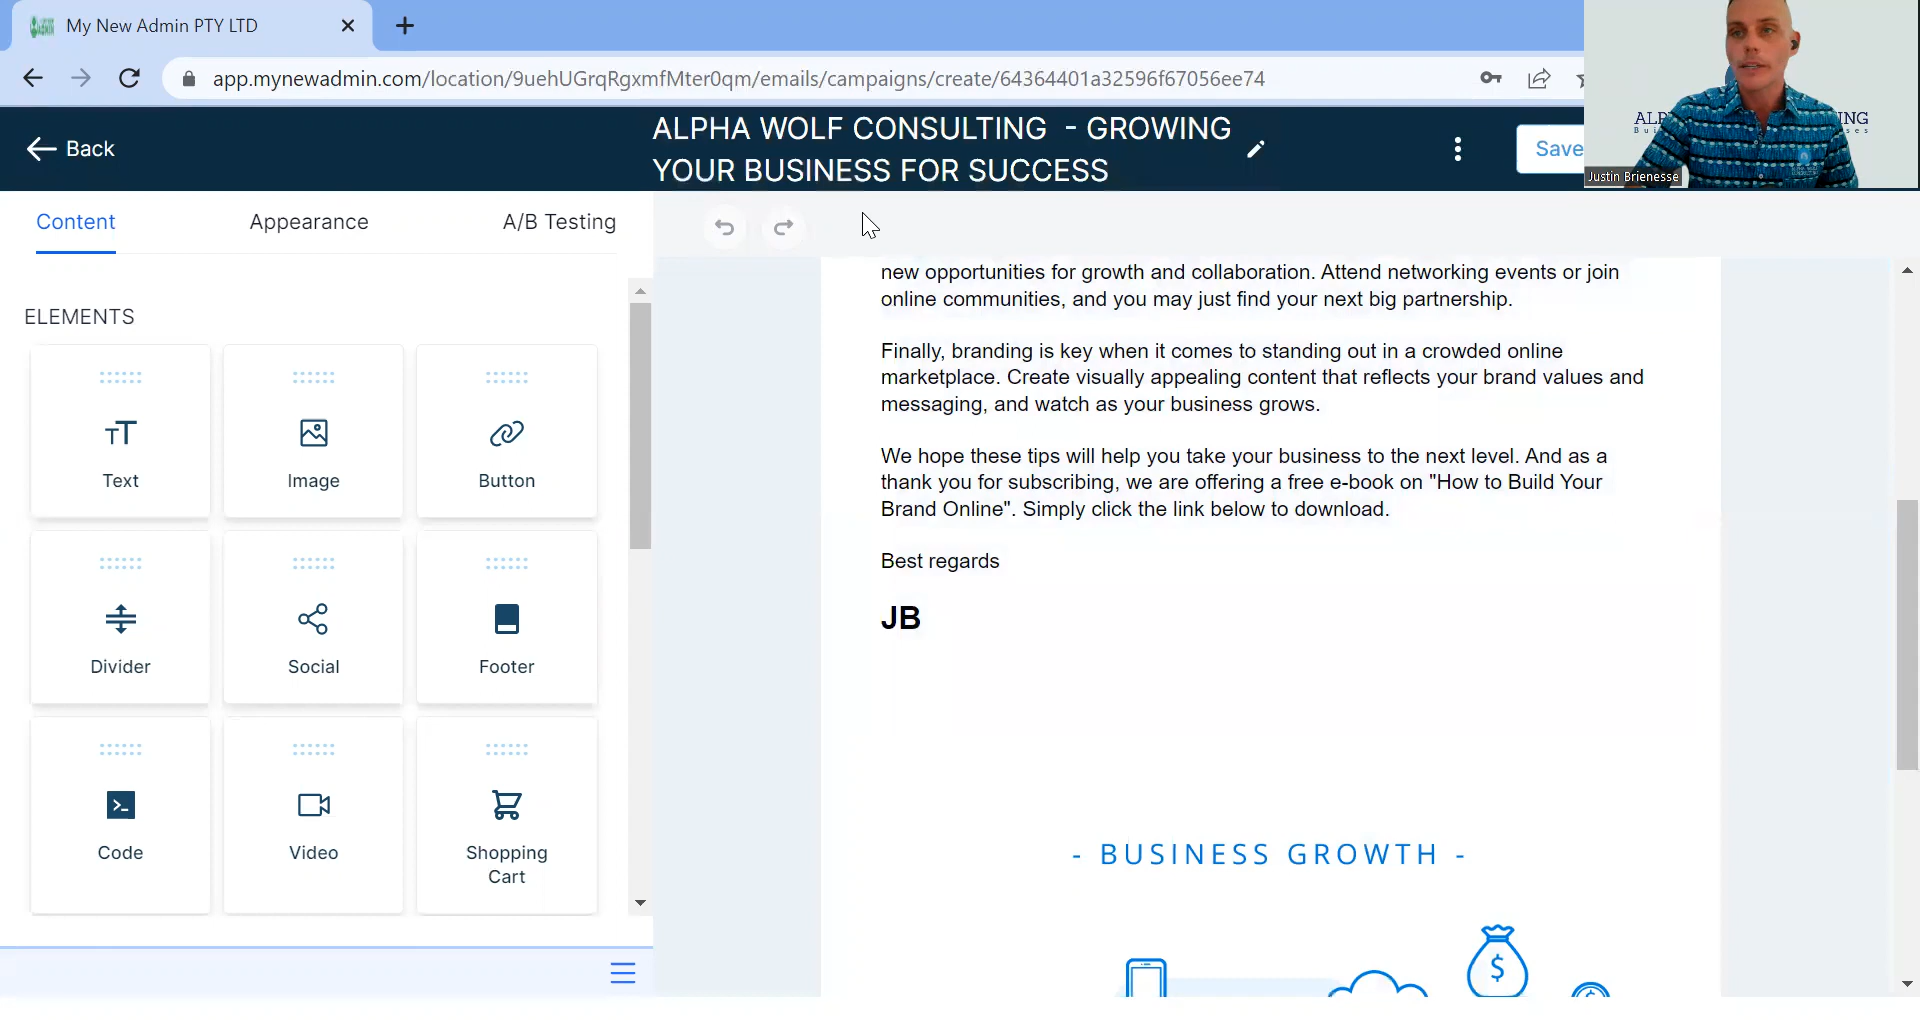 My New Admin PTY LTD
app.mynewadmin.com/location/9uehUGrqRgxmfMter0qm/emails/campaigns/create/64364401a32596f67056ee74
Back
ALPHA WOLF CONSULTING - GROWING
YOUR BUSINESS FOR SUCCESS
Save
Justin Brienesse
Content
Appearance
A/B Testing
ELEMENTS
Text
Image
Button
Divider
Social
Footer
Code
Video
Shopping
Cart
new opportunities for growth and collaboration. Attend networking events or join
online communities, and you may just find your next big partnership.
Finally, branding is key when it comes to standing out in a crowded online
marketplace. Create visually appealing content that reflects your brand values and
messaging, and watch as your business grows.
We hope these tips will help you take your business to the next level. And as a
thank you for subscribing, we are offering a free e-book on "How to Build Your
Brand Online". Simply click the link below to download.
Best regards
JB
- BUSINESS GROWTH -